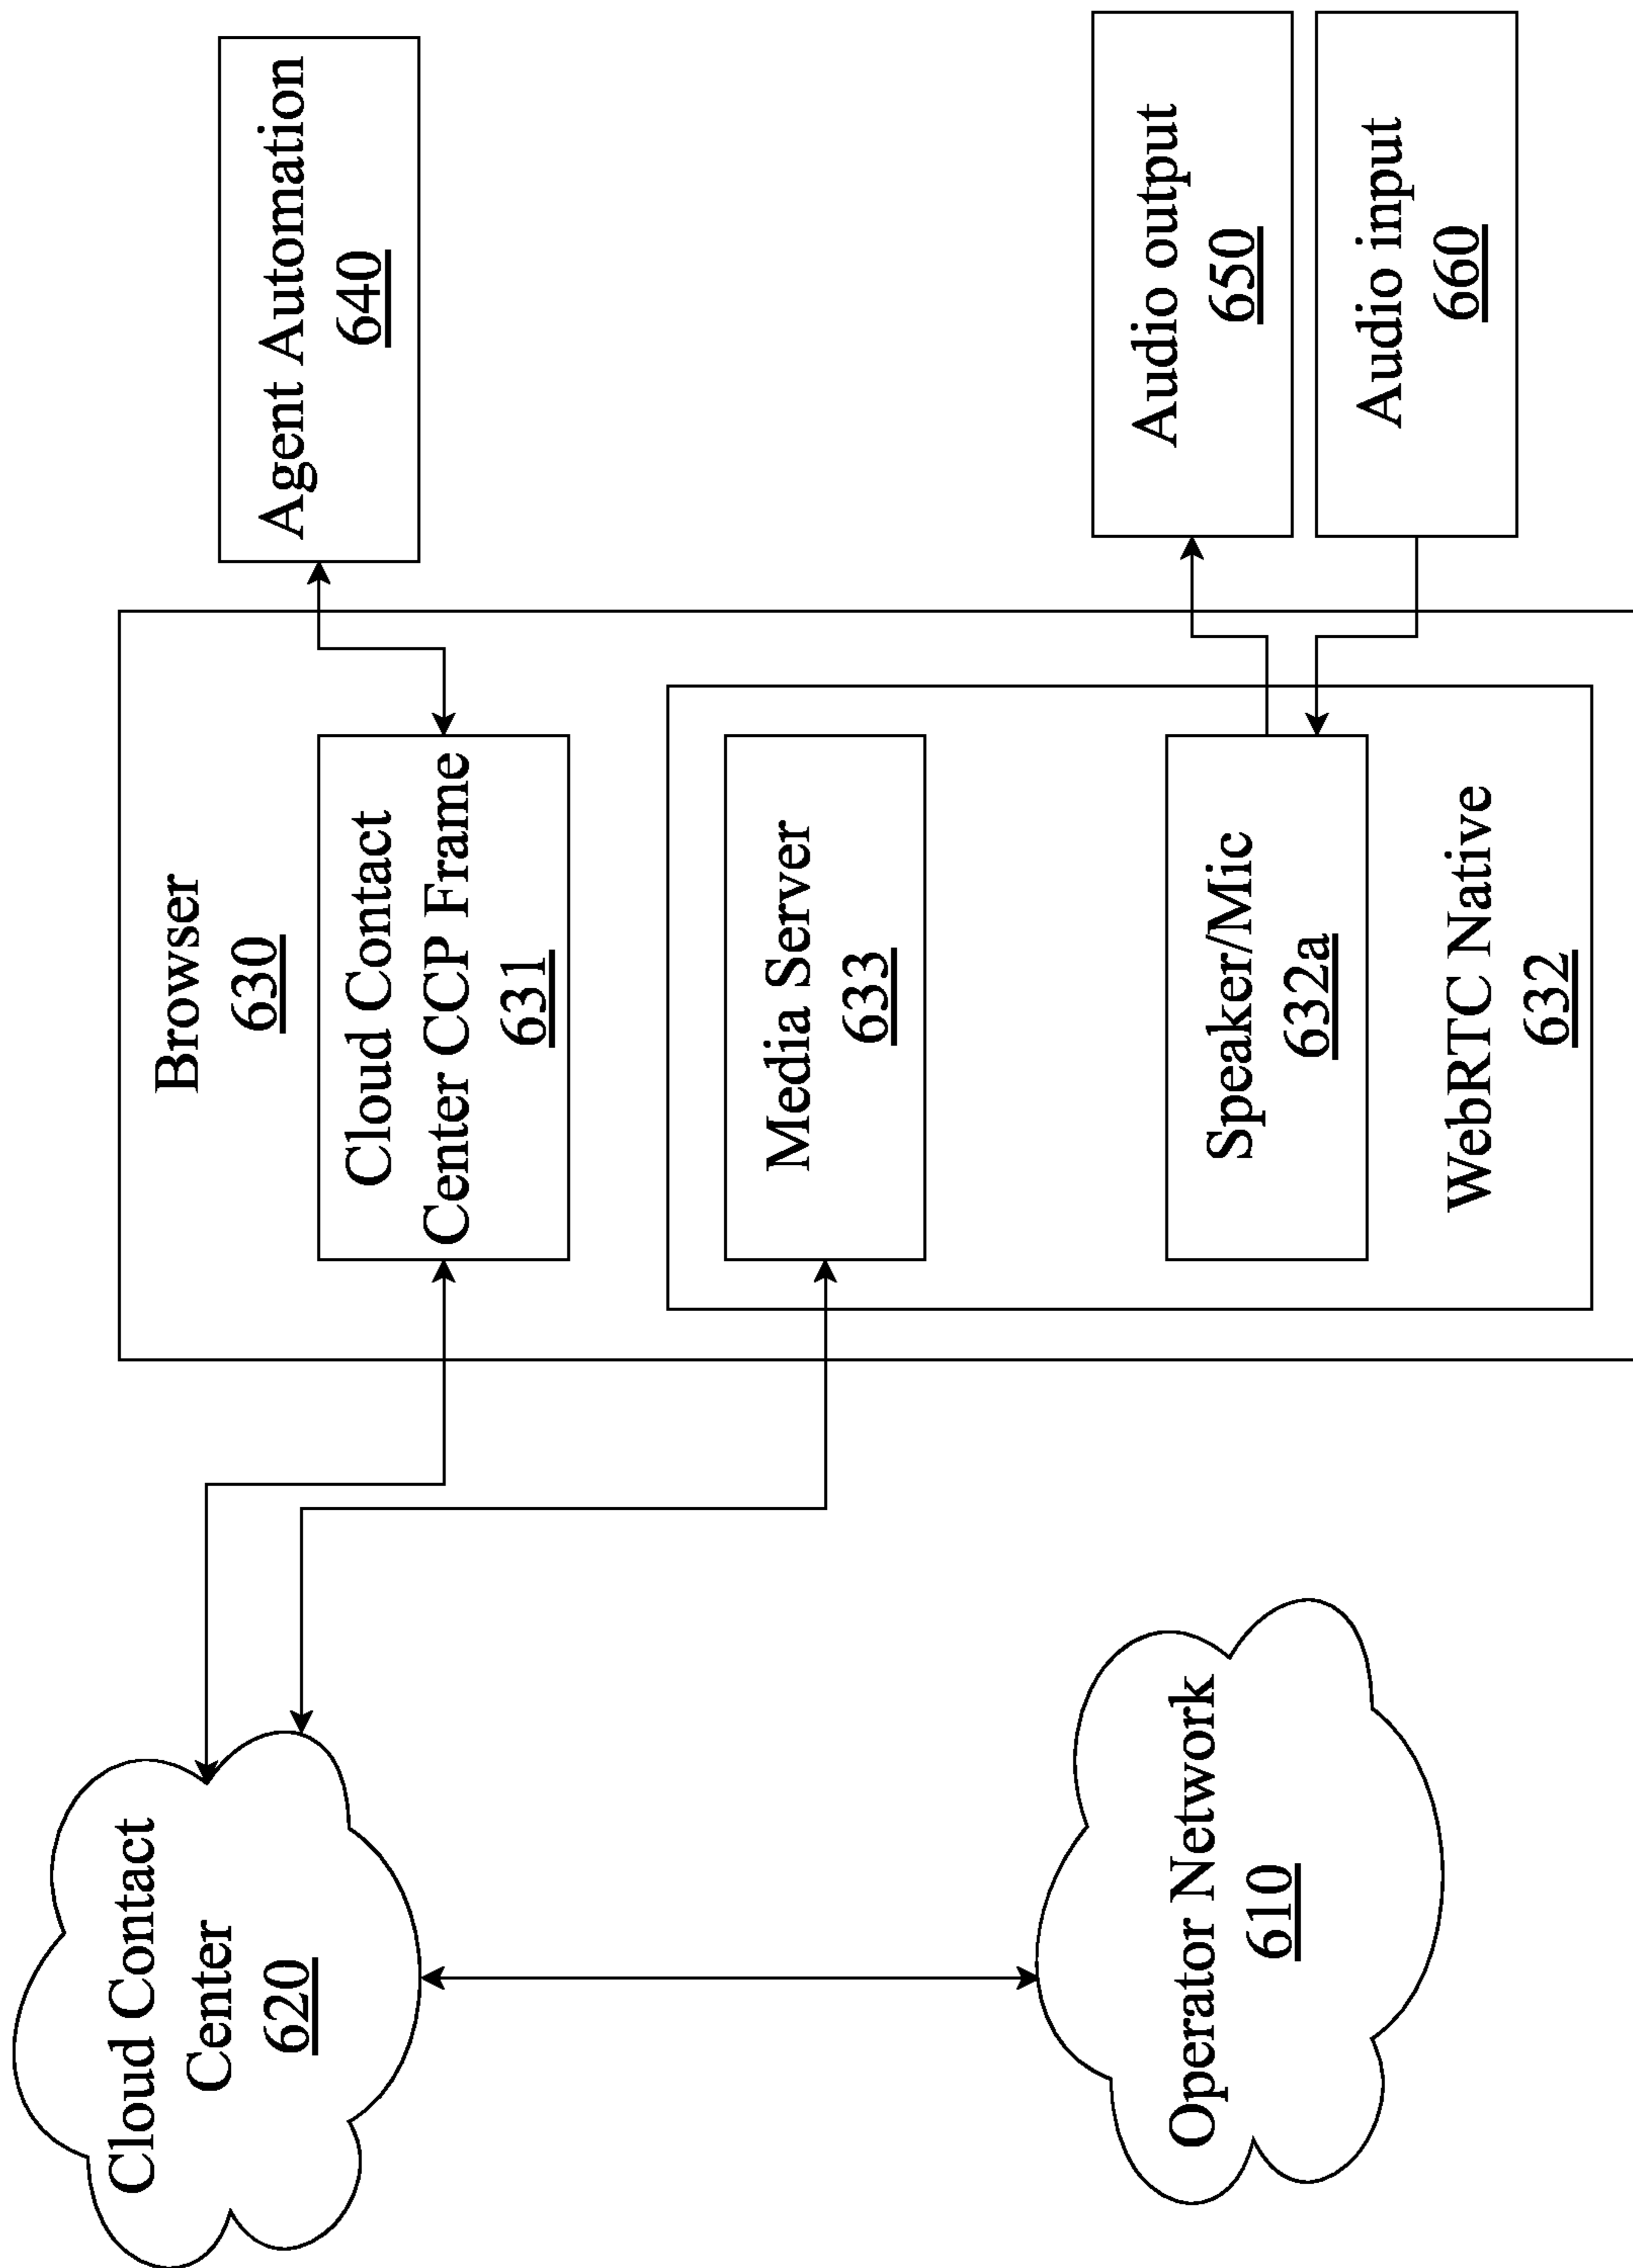 Cloud Contact
Center
620
Operator Network
610
Browser
630
Cloud Contact
Center CCP Frame
631
Media Server
633
Speaker/Mic
632a
WebRTC Native
632
Agent Automation
640
Audio output
650
Audio input
660